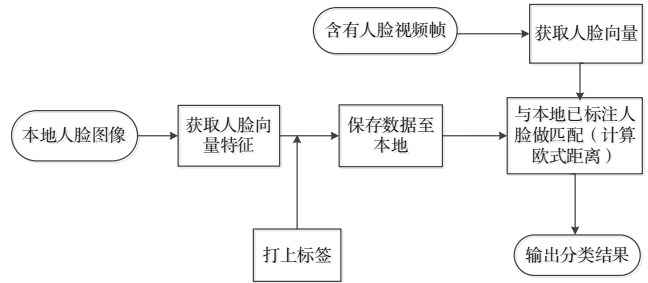 含有人脸视频帧
获取人脸向量
本地人脸图像
获取人脸向
量特征
保存数据至
本地
与本地已标注人
脸做匹配（计算
欧式距离）
打上标签
输出分类结果